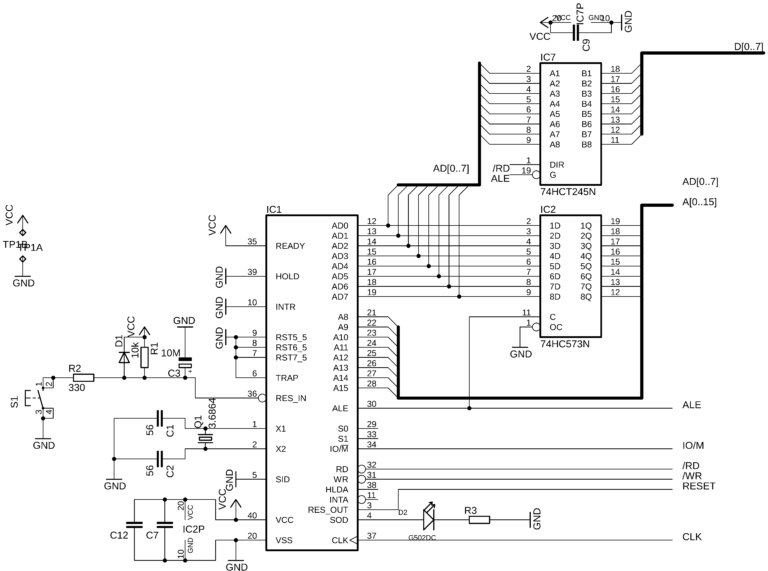 20 VCC IC7P GND 10 GND
VCC C9
IC7
D[0..7]
2 A1 B1 18
3 A2 B2 17
4 A3 B3 16
5 A4 B4 15
6 A5 B5 14
7 A6 B6 13
8 A7 B7 12
9 A8 B8 11
AD[0..7] /RD 1 DIR
ALE 19 G
74HCT245N
AD[0..7]
A[0..15]
VCC
TP1A
GND
IC1
IC2
VCC 35 READY
GND 39 HOLD
GND 10 INTR
GND 9 RST5_5
8 RST6_5
7 RST7_5
6 TRAP
36 RES_IN
1 X1
2 X2
GND 5 SID
VCC 40 VCC
20 VSS
GND
AD0 12 2 1D 1Q 19
AD1 13 3 2D 2Q 18
AD2 14 4 3D 3Q 17
AD3 15 5 4D 4Q 16
AD4 16 6 5D 5Q 15
AD5 17 7 6D 6Q 14
AD6 18 8 7D 7Q 13
AD7 19 9 8D 8Q 12
A8 21 11 C
A9 22 1 OC
A10 23
A11 24 GND 74HC573N
A12 25
A13 26
A14 27
A15 28
ALE 30 ALE
S0 29
S1 33
IO/M 34 IO/M
RD 32 /RD
WR 31 /WR
HLDA 38 RESET
INTA 11
RES_OUT 3
SOD 4 D2 R3 GND
G502DC
CLK 37 CLK
D1 VCC GND
10k R1 10M
C3 +
R2
330
S1 1 2
3 4
GND
56 C1 Q1 3.6864
56 C2
GND
C12 C7 20 VCC IC2P
10 GND